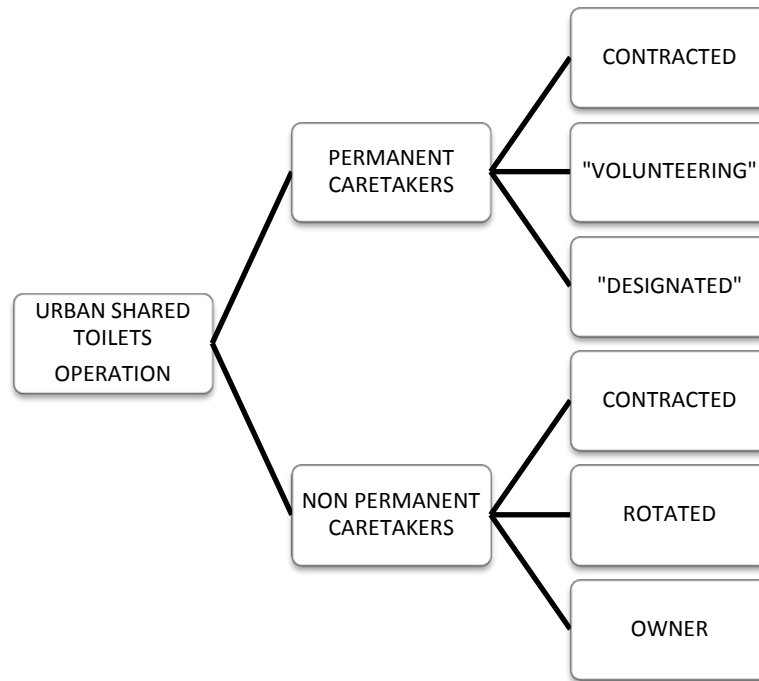 CONTRACTED
PERMANENT
CARETAKERS
"VOLUNTEERING"
"DESIGNATED"
URBAN SHARED
TOILETS
OPERATION
CONTRACTED
NON PERMANENT
CARETAKERS
ROTATED
OWNER